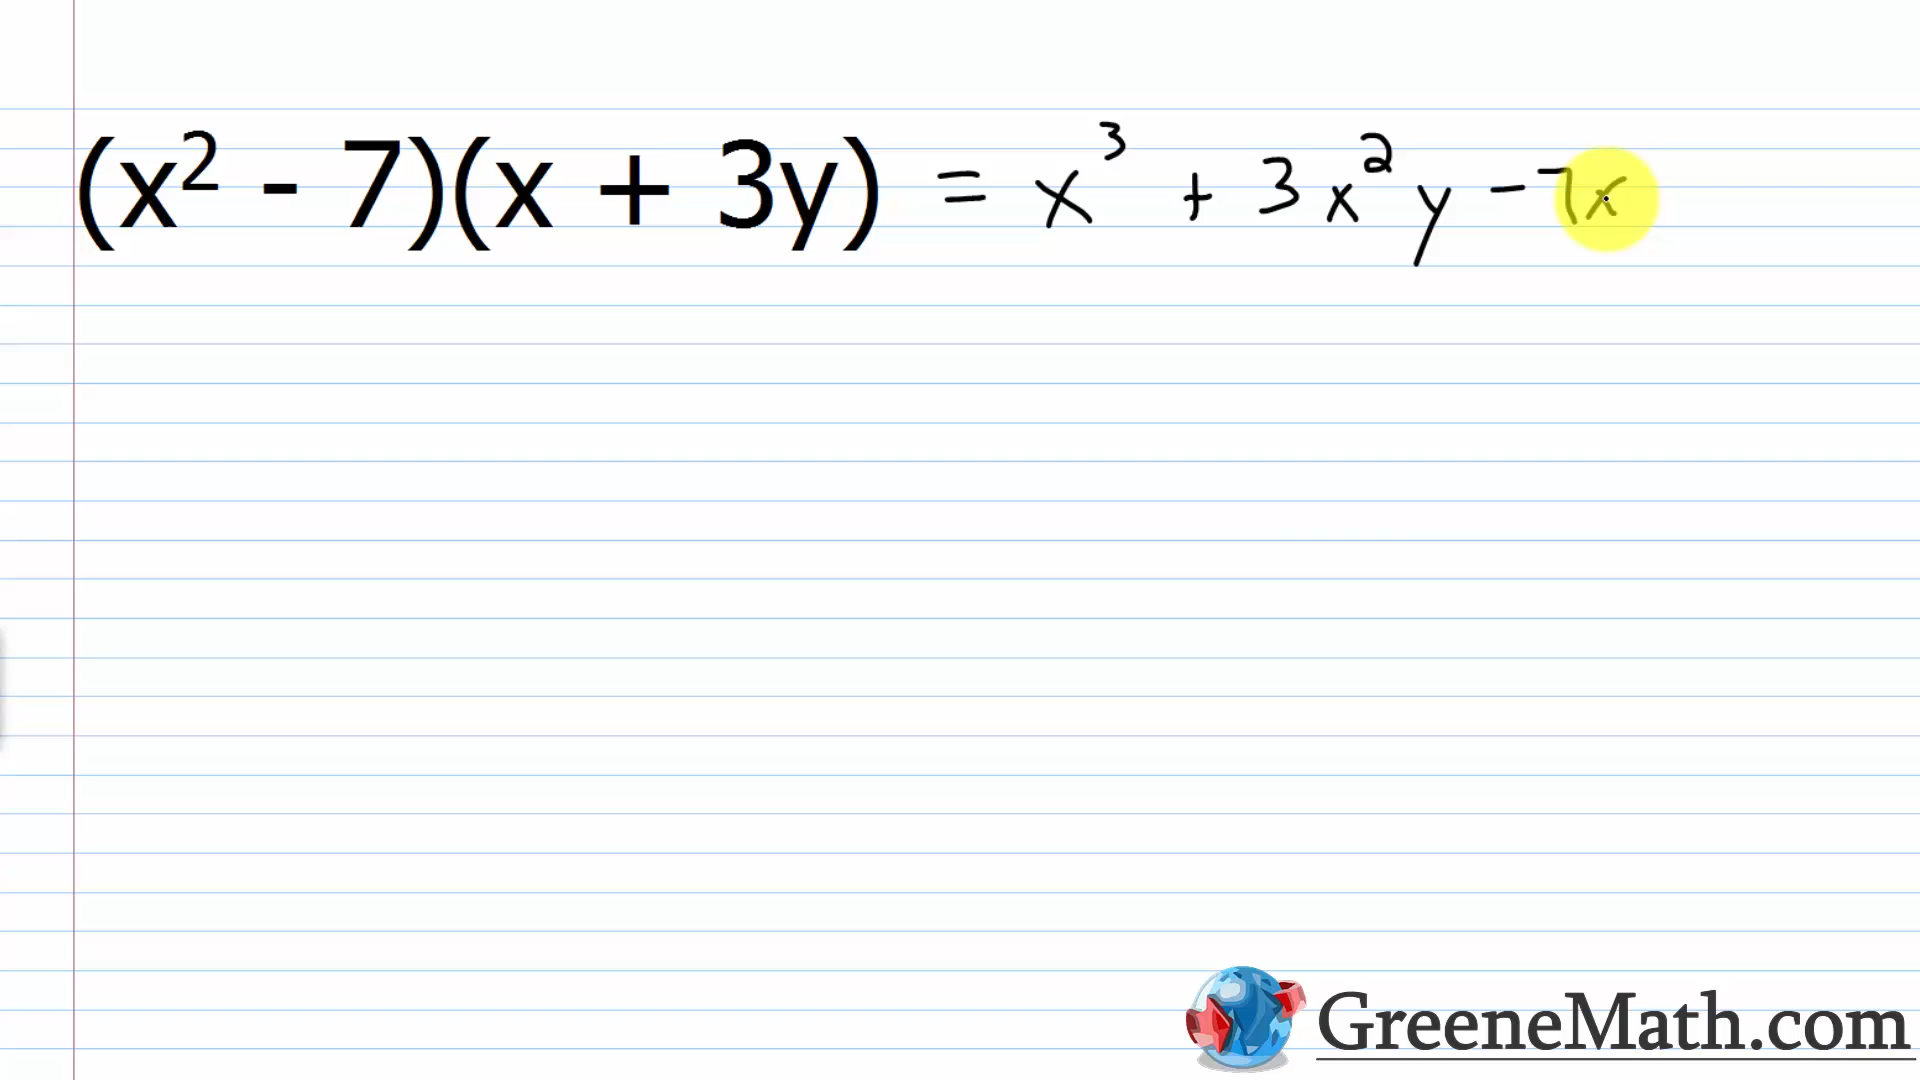 (x² - 7)(x + 3y) = x³ + 3x²y - 7x
GreeneMath.com